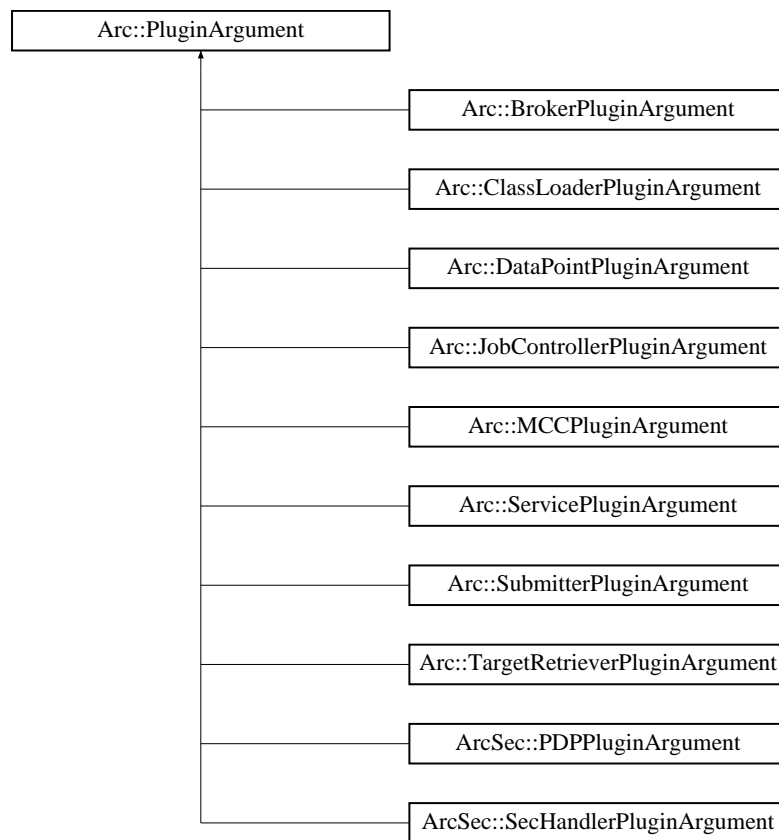 Arc::PluginArgument
Arc::BrokerPluginArgument
Arc::ClassLoaderPluginArgument
Arc::DataPointPluginArgument
Arc::JobControllerPluginArgument
Arc::MCCPluginArgument
Arc::ServicePluginArgument
Arc::SubmitterPluginArgument
Arc::TargetRetrieverPluginArgument
ArcSec::PDPPluginArgument
ArcSec::SecHandlerPluginArgument